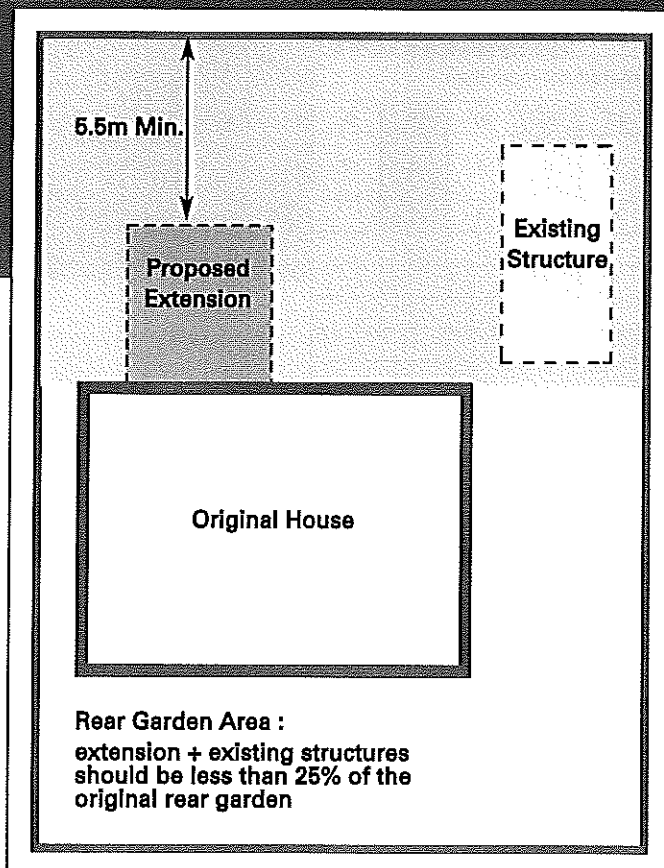 5.5m Min.
Existing
Structure
Proposed
Extension
Original House
Rear Garden Area :
extension + existing structures
should be less than 25% of the
original rear garden